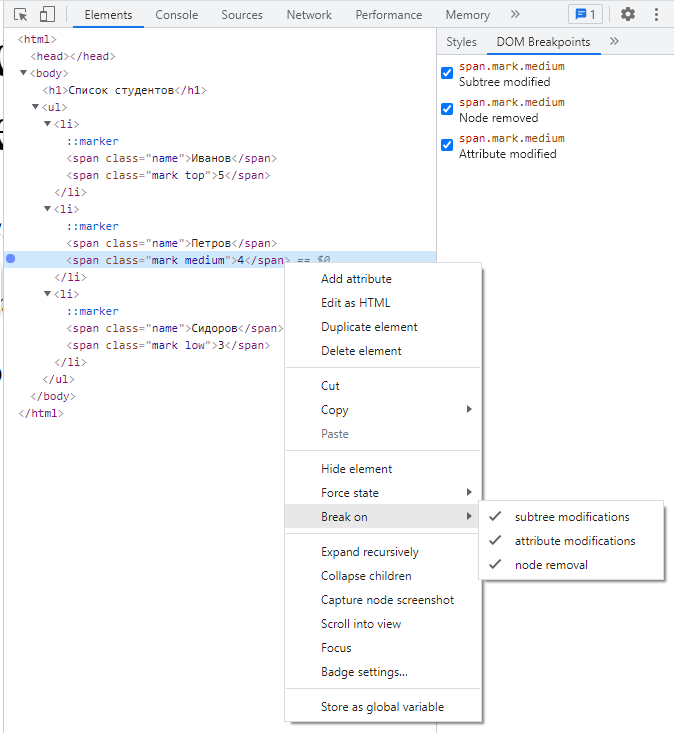 Elements Console Sources Network Performance Memory » 1
Styles DOM Breakpoints »
<html>
<head></head>
<body>
<h1>Список студентов</h1>
<ul>
<li>
::marker
<span class="name">Иванов</span>
<span class="mark top">5</span>
</li>
<li>
::marker
<span class="name">Петров</span>
<span class="mark medium">4</span> == $0
</li>
<li>
::marker
<span class="name">Сидоров</span>
<span class="mark low">3</span>
</li>
</ul>
</body>
</html>
span.mark.medium
Subtree modified
span.mark.medium
Node removed
span.mark.medium
Attribute modified
Add attribute
Edit as HTML
Duplicate element
Delete element
Cut
Copy
Paste
Hide element
Force state
Break on
subtree modifications
attribute modifications
node removal
Expand recursively
Collapse children
Capture node screenshot
Scroll into view
Focus
Badge settings...
Store as global variable